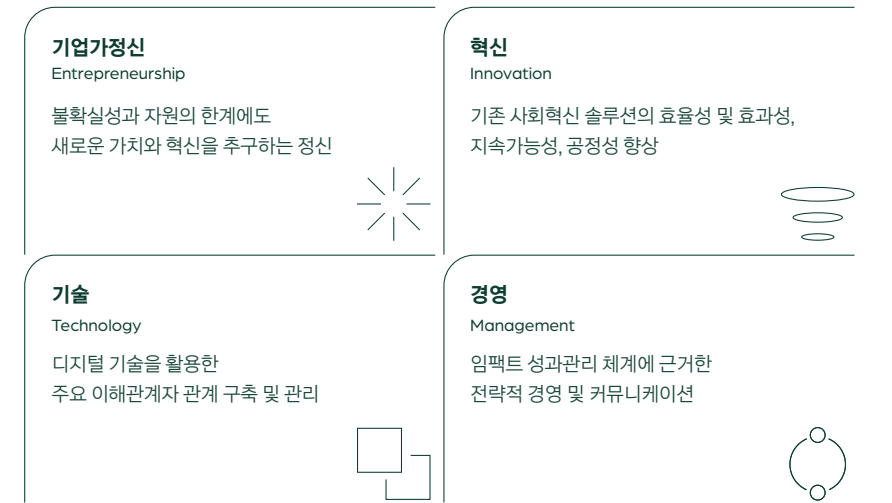 기업가정신
Entrepreneurship
불확실성과 자원의 한계에도
새로운 가치와 혁신을 추구하는 정신
혁신
Innovation
기존 사회혁신 솔루션의 효율성 및 효과성,
지속가능성, 공정성 향상
기술
Technology
디지털 기술을 활용한
주요 이해관계자 관계 구축 및 관리
경영
Management
임팩트 성과관리 체계에 근거한
전략적 경영 및 커뮤니케이션